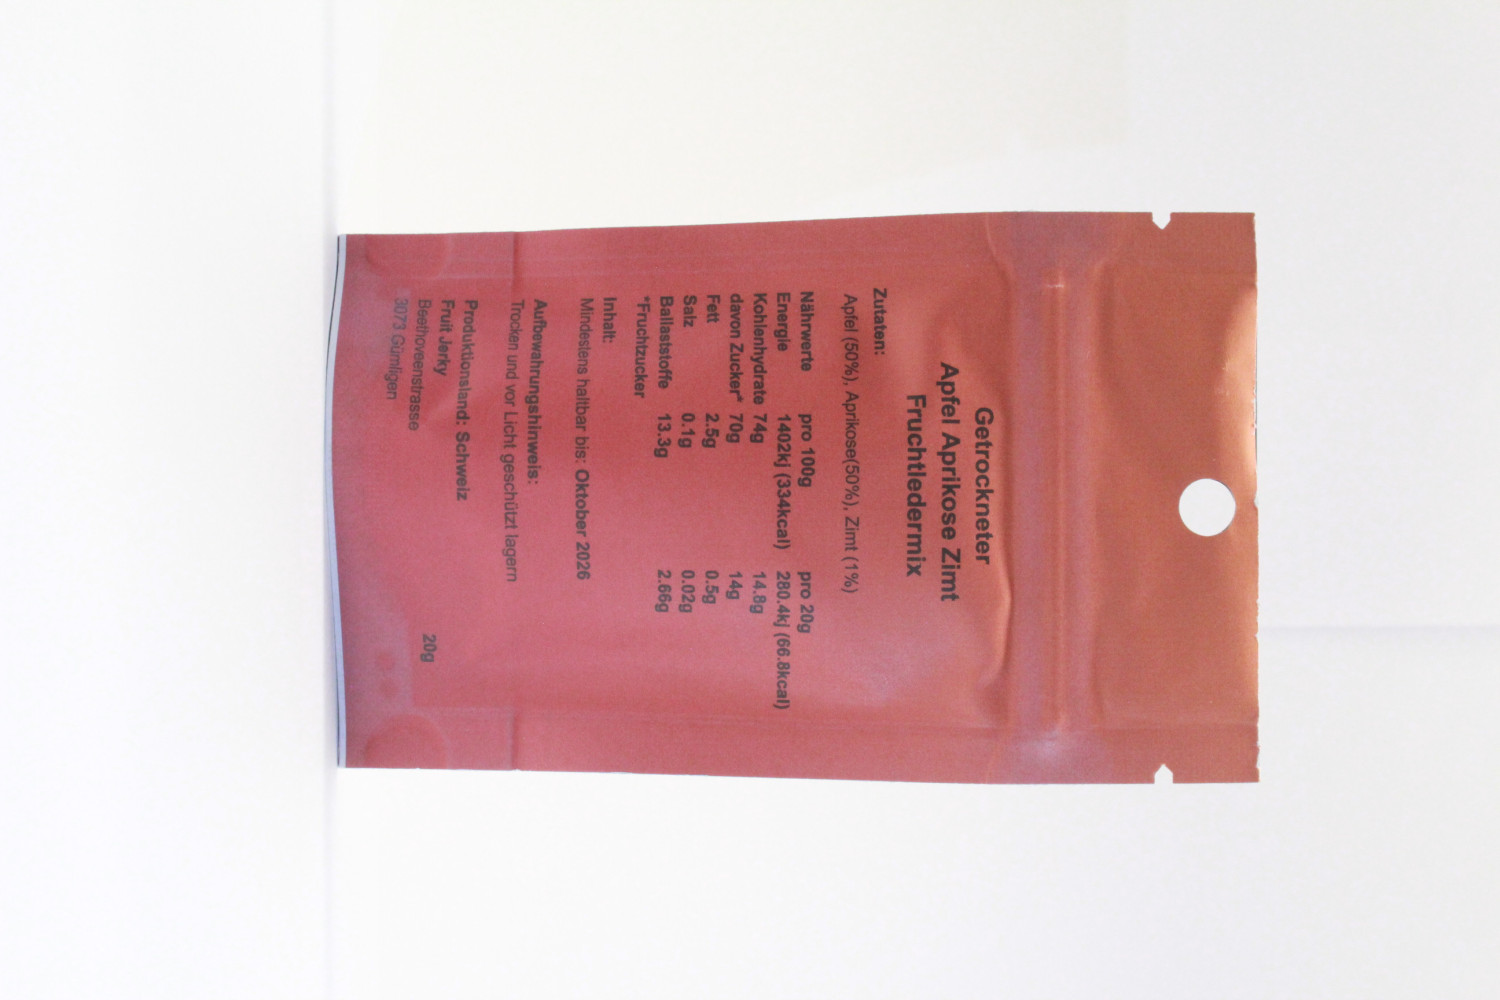 Getrockneter
Apfel Aprikose Zimt
Fruchtledermix
Zutaten:
Apfel (50%), Aprikose(50%), Zimt (1%)
Nährwerte pro 100g pro 20g
Energie 1402kj (334kcal) 280.4kj (66.8kcal)
Kohlenhydrate 74g 14.8g
davon Zucker* 70g 14g
Fett 2.5g 0.5g
Salz 0.1g 0.02g
Ballaststoffe 13.3g 2.66g
*Fruchtzucker
Inhalt:
Mindestens haltbar bis: Oktober 2026
Aufbewahrungshinweis:
Trocken und vor Licht geschützt lagern
Produktionsland: Schweiz
Fruit Jerky
Beethoveenstrasse 20g
3073 Gümligen